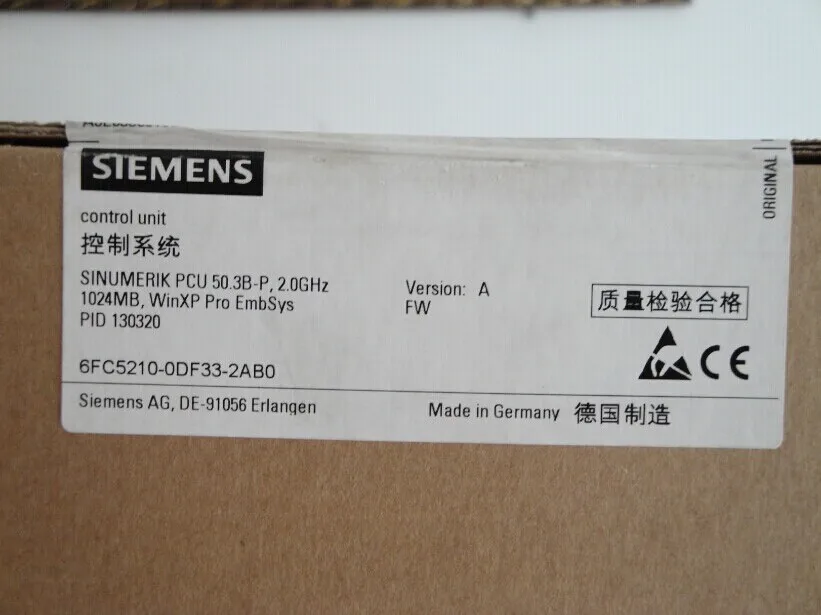 SIEMENS
ORIGINAL
control unit
控制系统
SINUMERIK PCU 50.3B-P, 2.0GHz
1024MB, WinXP Pro EmbSys
PID 130320
Version: A
FW
质量检验合格
CE
6FC5210-0DF33-2AB0
Siemens AG, DE-91056 Erlangen
Made in Germany 德国制造